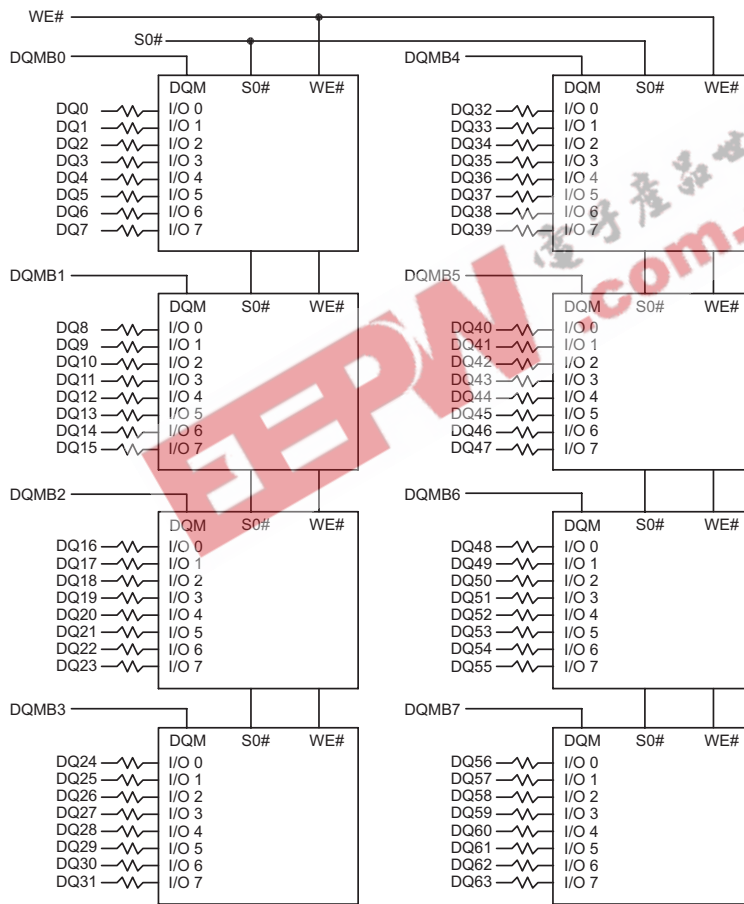 WE#
S0#
DQMB0
DQM S0# WE#
DQ0 I/O 0
DQ1 I/O 1
DQ2 I/O 2
DQ3 I/O 3
DQ4 I/O 4
DQ5 I/O 5
DQ6 I/O 6
DQ7 I/O 7
DQMB1
DQM S0# WE#
DQ8 I/O 0
DQ9 I/O 1
DQ10 I/O 2
DQ11 I/O 3
DQ12 I/O 4
DQ13 I/O 5
DQ14 I/O 6
DQ15 I/O 7
DQMB2
DQM S0# WE#
DQ16 I/O 0
DQ17 I/O 1
DQ18 I/O 2
DQ19 I/O 3
DQ20 I/O 4
DQ21 I/O 5
DQ22 I/O 6
DQ23 I/O 7
DQMB3
DQM S0# WE#
DQ24 I/O 0
DQ25 I/O 1
DQ26 I/O 2
DQ27 I/O 3
DQ28 I/O 4
DQ29 I/O 5
DQ30 I/O 6
DQ31 I/O 7
DQMB4
DQM S0# WE#
DQ32 I/O 0
DQ33 I/O 1
DQ34 I/O 2
DQ35 I/O 3
DQ36 I/O 4
DQ37 I/O 5
DQ38 I/O 6
DQ39 I/O 7
DQMB5
DQM S0# WE#
DQ40 I/O 0
DQ41 I/O 1
DQ42 I/O 2
DQ43 I/O 3
DQ44 I/O 4
DQ45 I/O 5
DQ46 I/O 6
DQ47 I/O 7
DQMB6
DQM S0# WE#
DQ48 I/O 0
DQ49 I/O 1
DQ50 I/O 2
DQ51 I/O 3
DQ52 I/O 4
DQ53 I/O 5
DQ54 I/O 6
DQ55 I/O 7
DQMB7
DQM S0# WE#
DQ56 I/O 0
DQ57 I/O 1
DQ58 I/O 2
DQ59 I/O 3
DQ60 I/O 4
DQ61 I/O 5
DQ62 I/O 6
DQ63 I/O 7
EEPW .com.
電子產品世